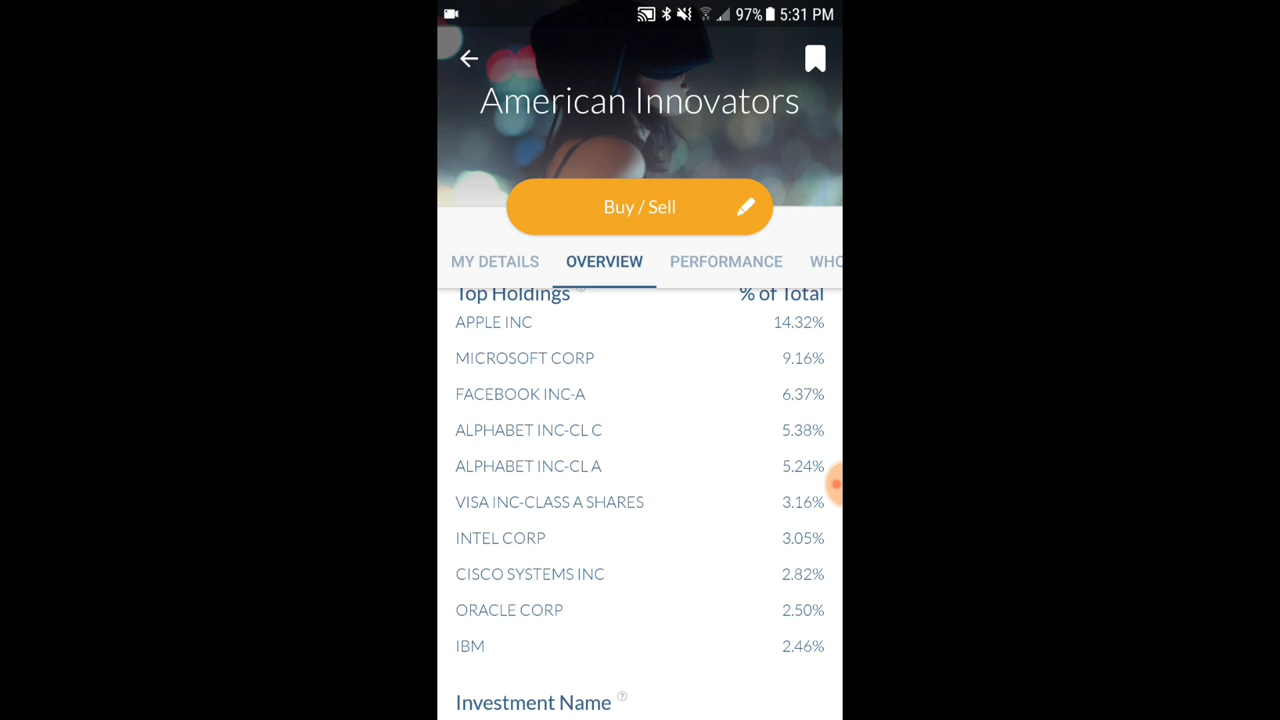 97% 5:31 PM
American Innovators
Buy / Sell
MY DETAILS OVERVIEW PERFORMANCE WHO
Top Holdings ? % of Total
APPLE INC 14.32%
MICROSOFT CORP 9.16%
FACEBOOK INC-A 6.37%
ALPHABET INC-CL C 5.38%
ALPHABET INC-CL A 5.24%
VISA INC-CLASS A SHARES 3.16%
INTEL CORP 3.05%
CISCO SYSTEMS INC 2.82%
ORACLE CORP 2.50%
IBM 2.46%
Investment Name ?